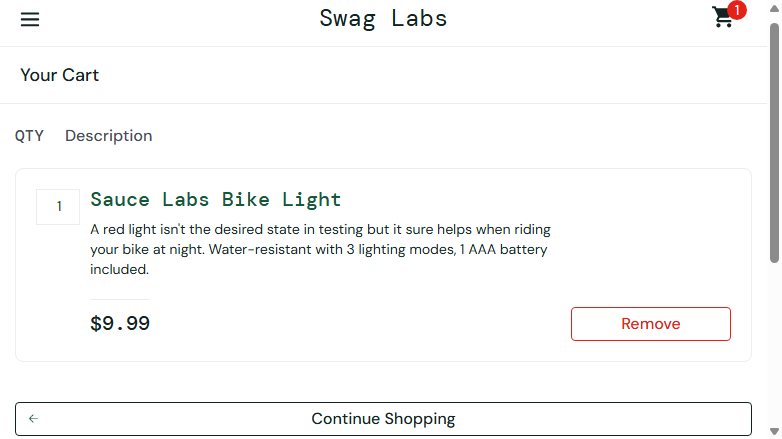 Swag Labs
1
Your Cart
QTY Description
1
Sauce Labs Bike Light
A red light isn't the desired state in testing but it sure helps when riding
your bike at night. Water-resistant with 3 lighting modes, 1 AAA battery
included.
$9.99
Remove
Continue Shopping